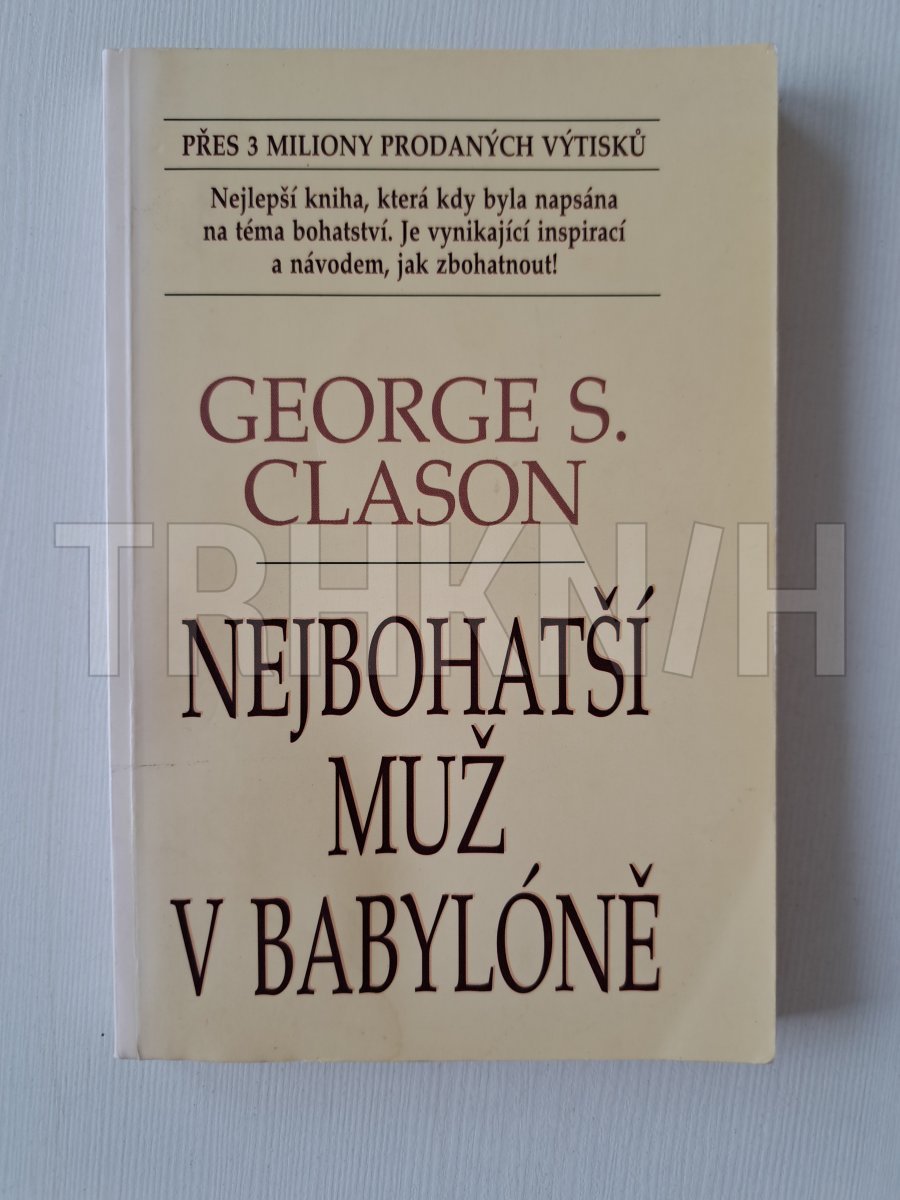 PŘES 3 MILIONY PRODANÝCH VÝTISKŮ
Nejlepší kniha, která kdy byla napsána
na téma bohatství. Je vynikající inspirací
a návodem, jak zbohatnout!
GEORGE S.
CLASON
TRHKN/H
NEJBOHATŠÍ
MUŽ
V BABYLÓNĚ